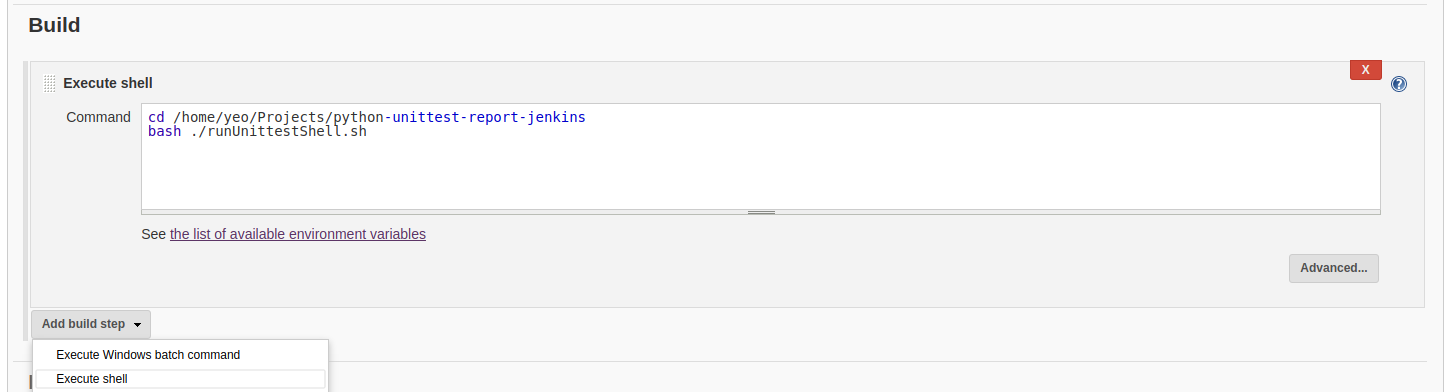 Build
Execute shell
X
?
Command
cd /home/yeo/Projects/python-unittest-report-jenkins
bash ./runUnittestShell.sh
See the list of available environment variables
Advanced...
Add build step
Execute Windows batch command
Execute shell